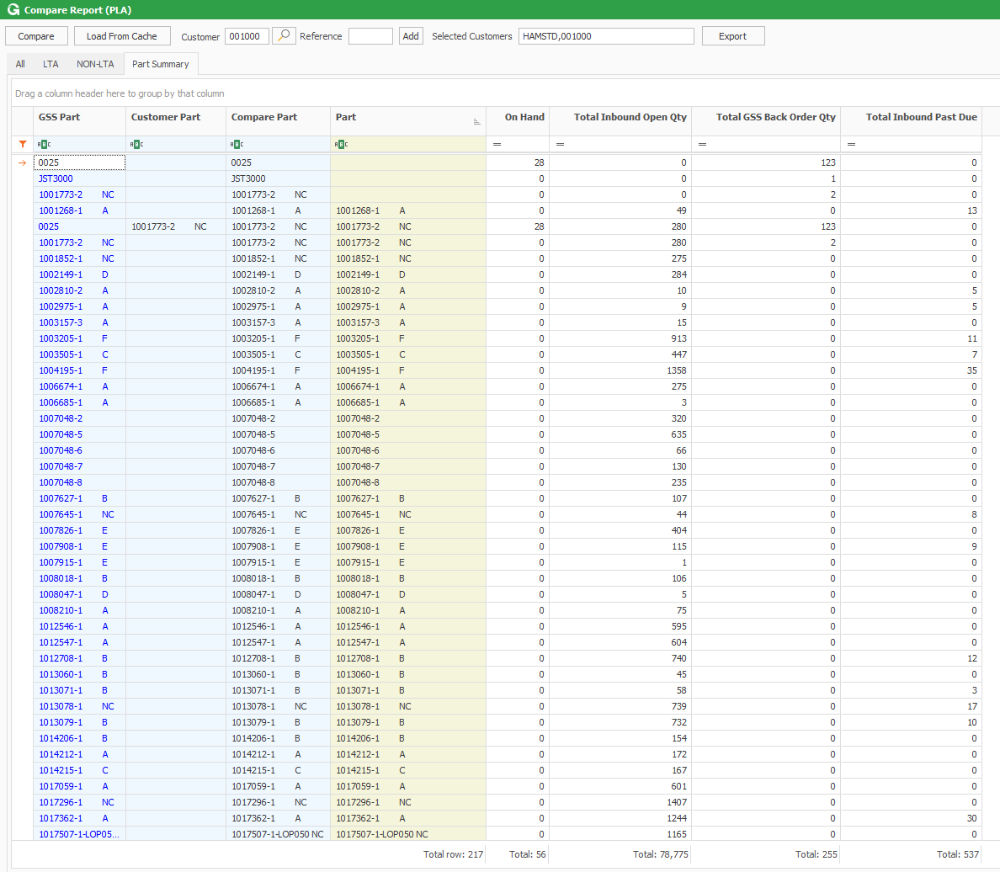 Compare Report (PLA)
Compare Load From Cache Customer 001000 Reference Add Selected Customers HAMSTD,001000 Export
All LTA NON-LTA Part Summary
Drag a column header here to group by that column
GSS Part Customer Part Compare Part Part On Hand Total Inbound Open Qty Total GSS Back Order Qty Total Inbound Past Due
ABC ABC ABC ABC = = = =
0025 0025 28 0 123 0
JST3000 JST3000 0 0 1 0
1001773-2 NC 1001773-2 NC 0 0 2 0
1001268-1 A 1001268-1 A 1001268-1 A 0 49 0 13
0025 1001773-2 NC 1001773-2 NC 1001773-2 NC 28 280 123 0
1001773-2 NC 1001773-2 NC 1001773-2 NC 0 280 2 0
1001852-1 NC 1001852-1 NC 1001852-1 NC 0 275 0 0
1002149-1 D 1002149-1 D 1002149-1 D 0 284 0 0
1002810-2 A 1002810-2 A 1002810-2 A 0 10 0 5
1002975-1 A 1002975-1 A 1002975-1 A 0 9 0 5
1003157-3 A 1003157-3 A 1003157-3 A 0 15 0 0
1003205-1 F 1003205-1 F 1003205-1 F 0 913 0 11
1003505-1 C 1003505-1 C 1003505-1 C 0 447 0 7
1004195-1 F 1004195-1 F 1004195-1 F 0 1358 0 35
1006674-1 A 1006674-1 A 1006674-1 A 0 275 0 0
1006685-1 A 1006685-1 A 1006685-1 A 0 3 0 0
1007048-2 1007048-2 1007048-2 0 320 0 0
1007048-5 1007048-5 1007048-5 0 635 0 0
1007048-6 1007048-6 1007048-6 0 66 0 0
1007048-7 1007048-7 1007048-7 0 130 0 0
1007048-8 1007048-8 1007048-8 0 235 0 0
1007627-1 B 1007627-1 B 1007627-1 B 0 107 0 0
1007645-1 NC 1007645-1 NC 1007645-1 NC 0 44 0 8
1007826-1 E 1007826-1 E 1007826-1 E 0 404 0 0
1007908-1 E 1007908-1 E 1007908-1 E 0 115 0 9
1007915-1 E 1007915-1 E 1007915-1 E 0 1 0 0
1008018-1 B 1008018-1 B 1008018-1 B 0 106 0 0
1008047-1 D 1008047-1 D 1008047-1 D 0 5 0 0
1008210-1 A 1008210-1 A 1008210-1 A 0 75 0 0
1012546-1 A 1012546-1 A 1012546-1 A 0 595 0 0
1012547-1 A 1012547-1 A 1012547-1 A 0 604 0 0
1012708-1 B 1012708-1 B 1012708-1 B 0 740 0 12
1013060-1 B 1013060-1 B 1013060-1 B 0 45 0 0
1013071-1 B 1013071-1 B 1013071-1 B 0 58 0 3
1013078-1 NC 1013078-1 NC 1013078-1 NC 0 739 0 17
1013079-1 B 1013079-1 B 1013079-1 B 0 732 0 10
1014206-1 B 1014206-1 B 1014206-1 B 0 154 0 0
1014212-1 A 1014212-1 A 1014212-1 A 0 172 0 0
1014215-1 C 1014215-1 C 1014215-1 C 0 167 0 0
1017059-1 A 1017059-1 A 1017059-1 A 0 601 0 0
1017296-1 NC 1017296-1 NC 1017296-1 NC 0 1407 0 0
1017362-1 A 1017362-1 A 1017362-1 A 0 1244 0 30
1017507-1-LOP05... 1017507-1-LOP050 NC 1017507-1-LOP050 NC 0 1165 0 0
Total row: 217 Total: 56 Total: 78,775 Total: 255 Total: 537